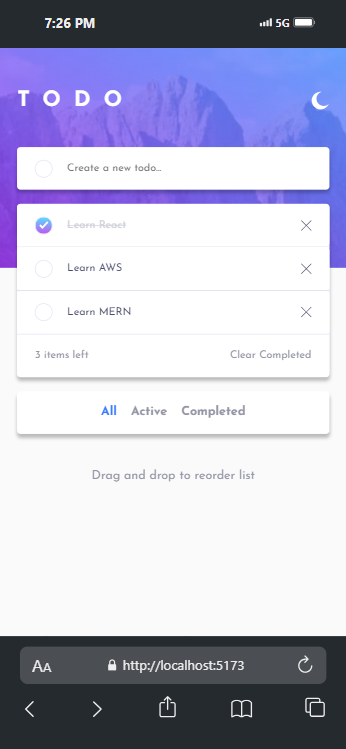 7:26 PM 5G
TODO
Create a new todo...
Learn React
Learn AWS
Learn MERN
3 items left Clear Completed
All Active Completed
Drag and drop to reorder list
AA http://localhost:5173